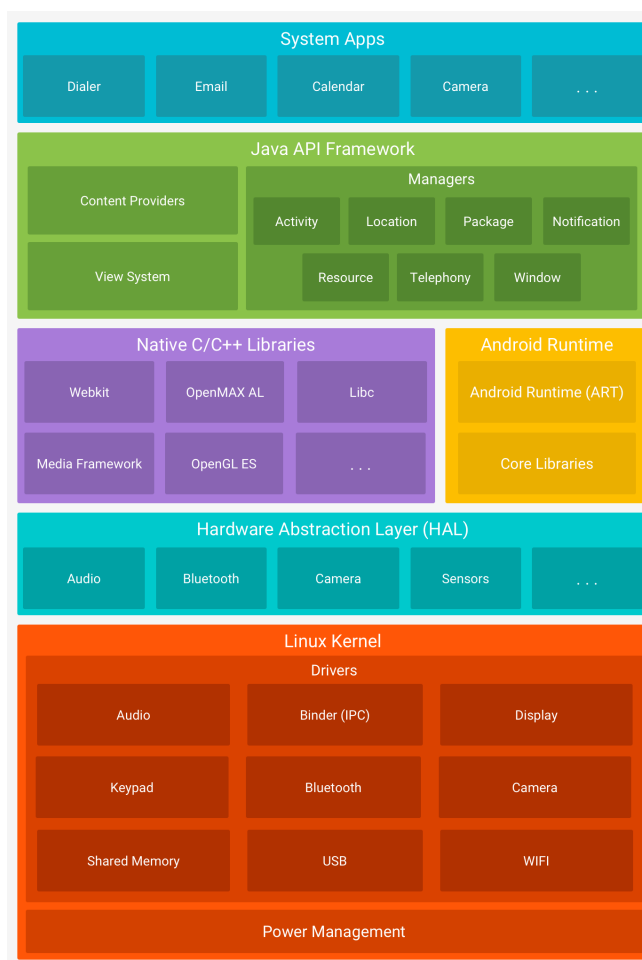 System Apps
Dialer
Email
Calendar
Camera
. . .
Java API Framework
Content Providers
View System
Managers
Activity
Location
Package
Notification
Resource
Telephony
Window
Native C/C++ Libraries
Webkit
OpenMAX AL
Libc
Media Framework
OpenGL ES
. . .
Android Runtime
Android Runtime (ART)
Core Libraries
Hardware Abstraction Layer (HAL)
Audio
Bluetooth
Camera
Sensors
. . .
Linux Kernel
Drivers
Audio
Binder (IPC)
Display
Keypad
Bluetooth
Camera
Shared Memory
USB
WIFI
Power Management